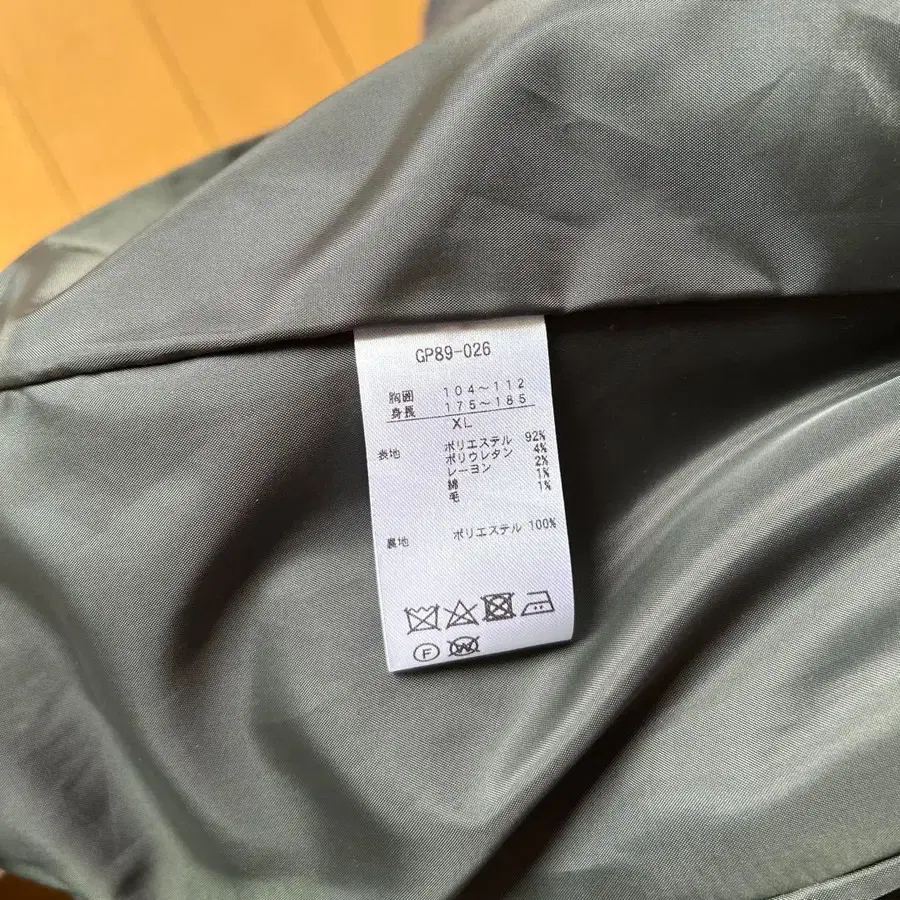 GP89-026
胸囲 104～112
身長 175～185
XL
表地 ポリエステル 92%
ポリウレタン 4%
レーヨン 2%
綿 1%
毛 1%
裏地 ポリエステル 100%
F W